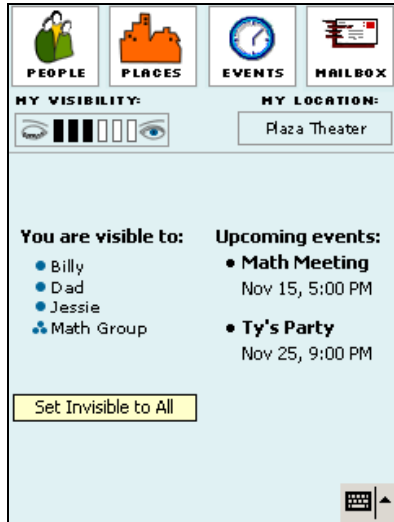 PEOPLE PLACES EVENTS MAILBOX
MY VISIBILITY: MY LOCATION:
Plaza Theater
You are visible to: Upcoming events:
Billy
Dad
Jessie
Math Group
Math Meeting
Nov 15, 5:00 PM
Ty's Party
Nov 25, 9:00 PM
Set Invisible to All